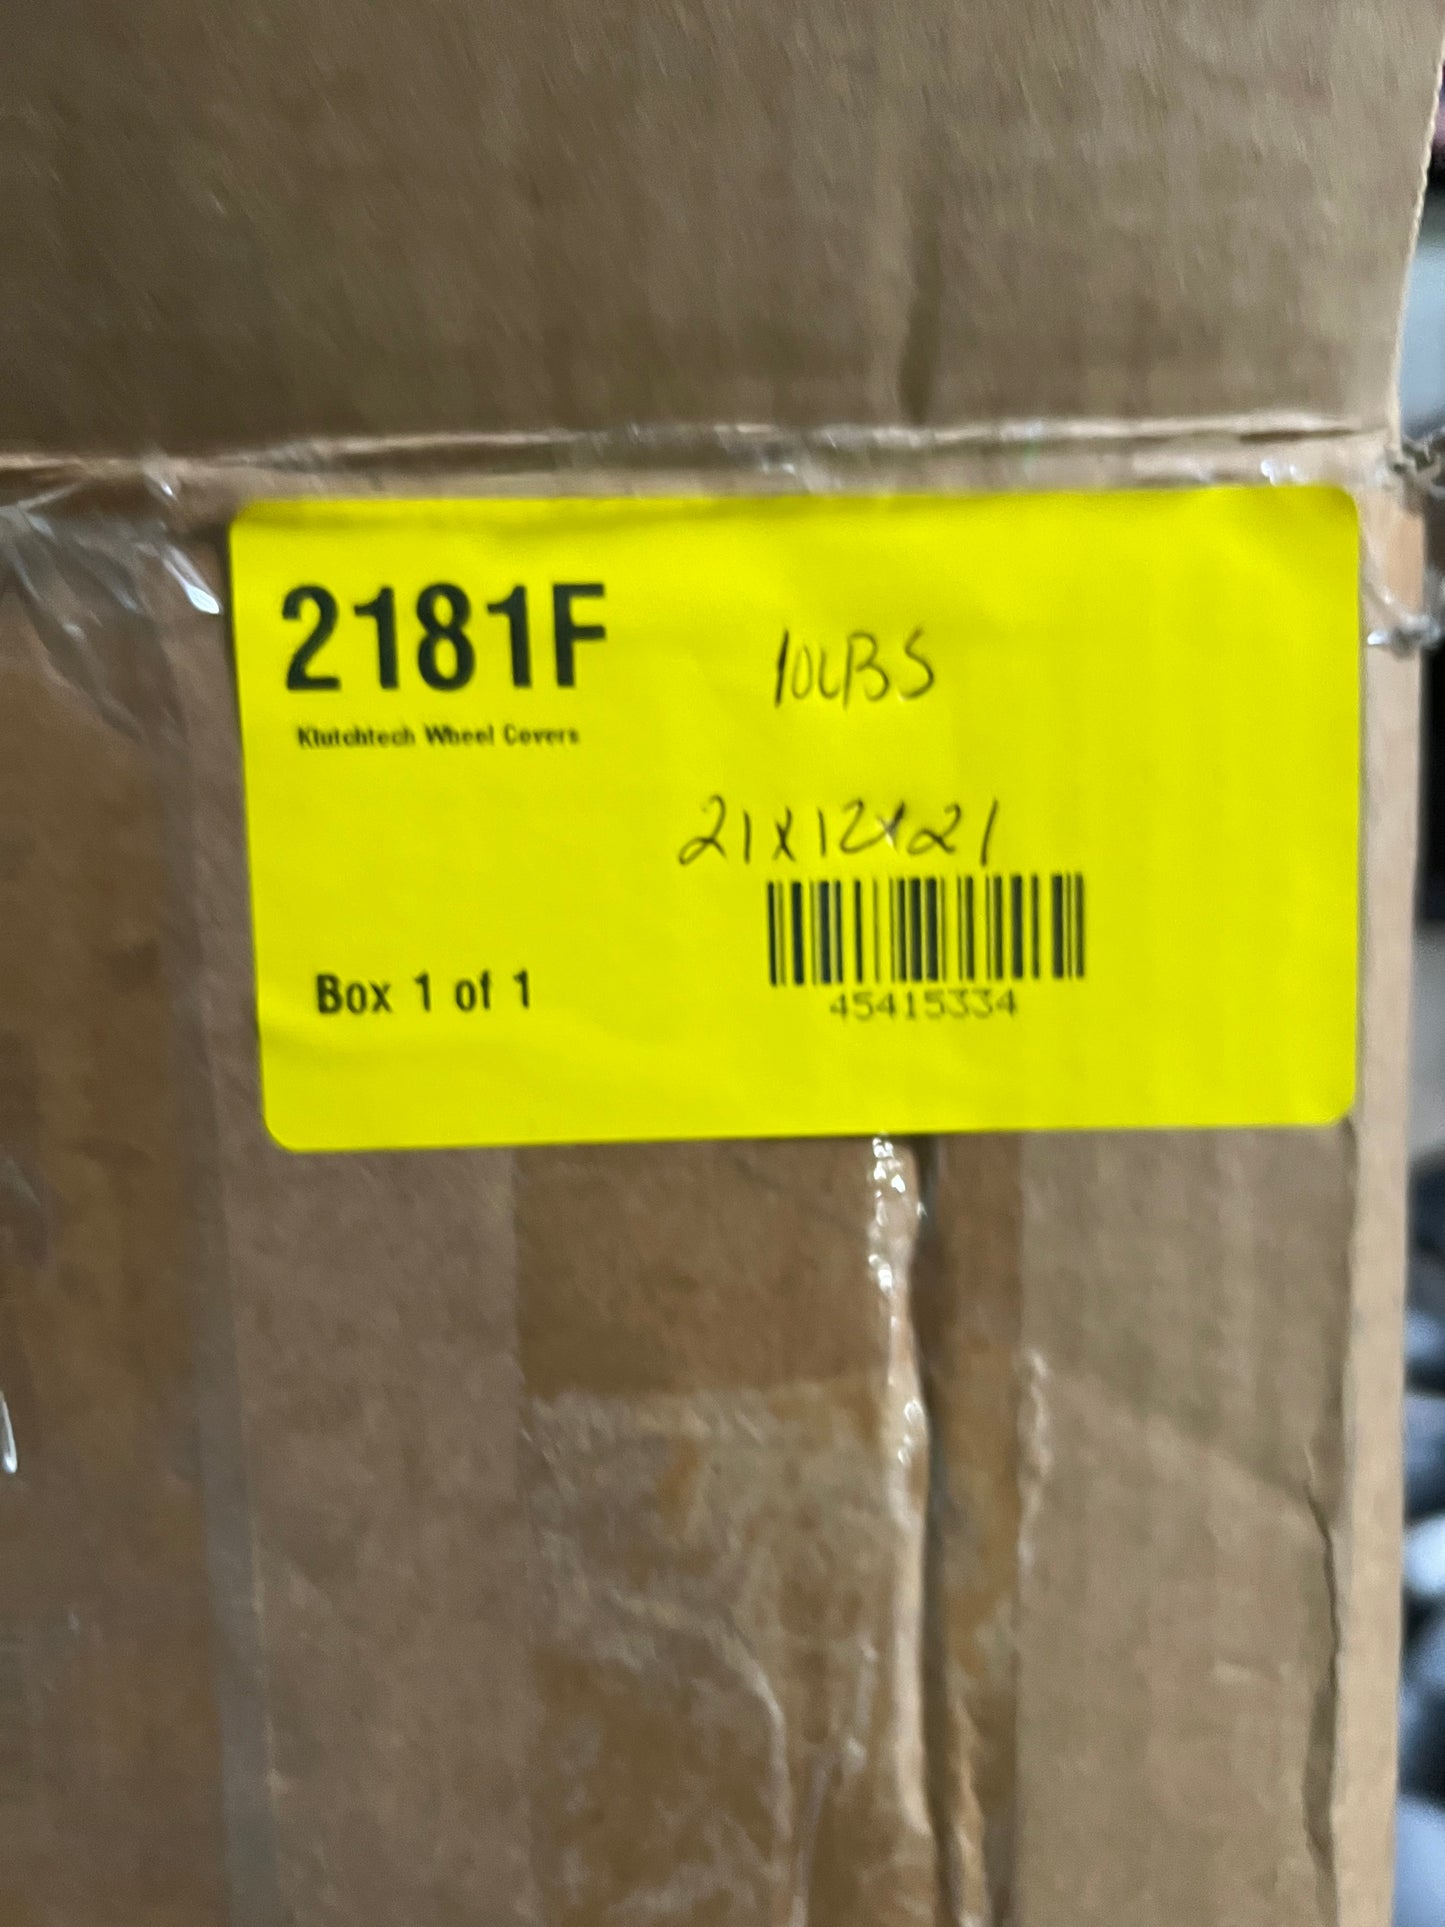 2181F
10LBS
Klutchtech Wheel Covers
21x12x21
45415334
Box 1 of 1